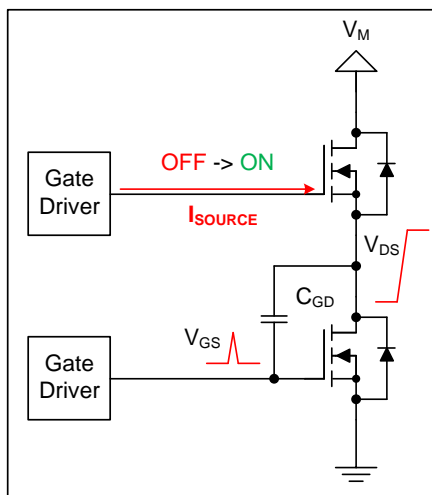 V_M
OFF -> ON
Gate
Driver
I_SOURCE
V_DS
C_GD
V_GS
Gate
Driver